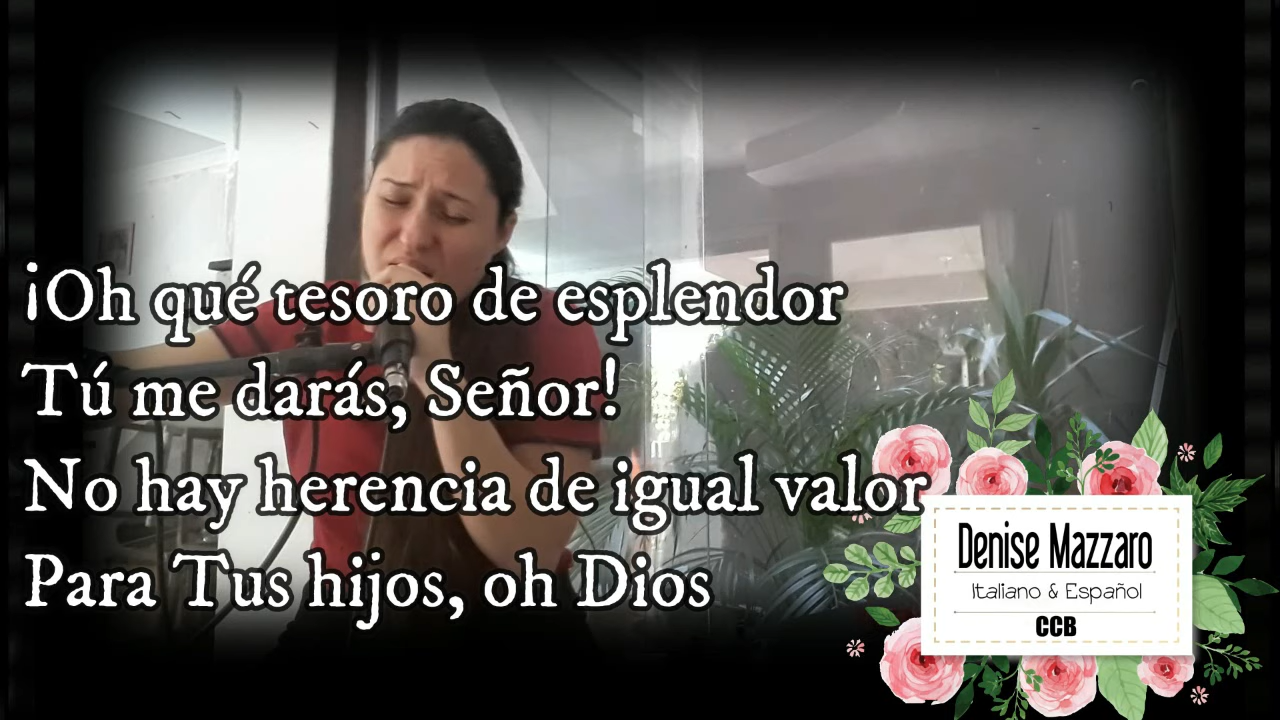 ¡Oh qué tesoro de esplendor
Tú me darás, Señor!
No hay herencia de igual valor
Para Tus hijos, oh Dios
Denise Mazzaro
Italiano & Español
CCB